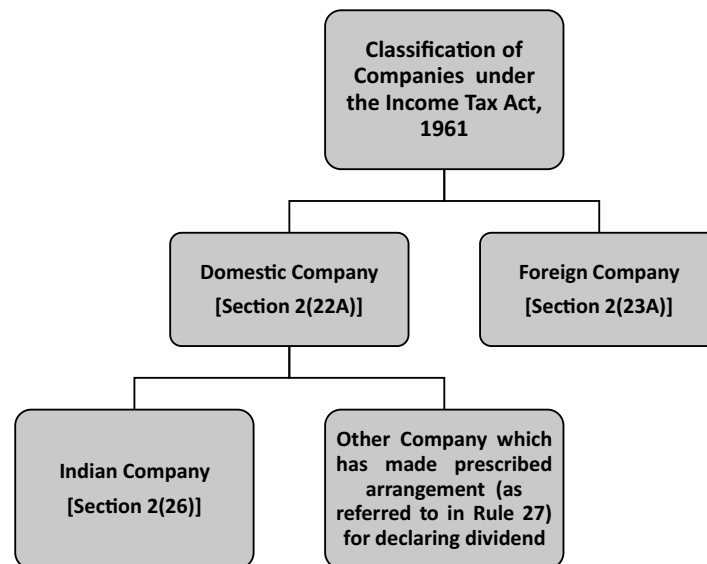 Classification of
Companies under
the Income Tax Act,
1961
Domestic Company
[Section 2(22A)]
Foreign Company
[Section 2(23A)]
Indian Company
[Section 2(26)]
Other Company which
has made prescribed
arrangement (as
referred to in Rule 27)
for declaring dividend